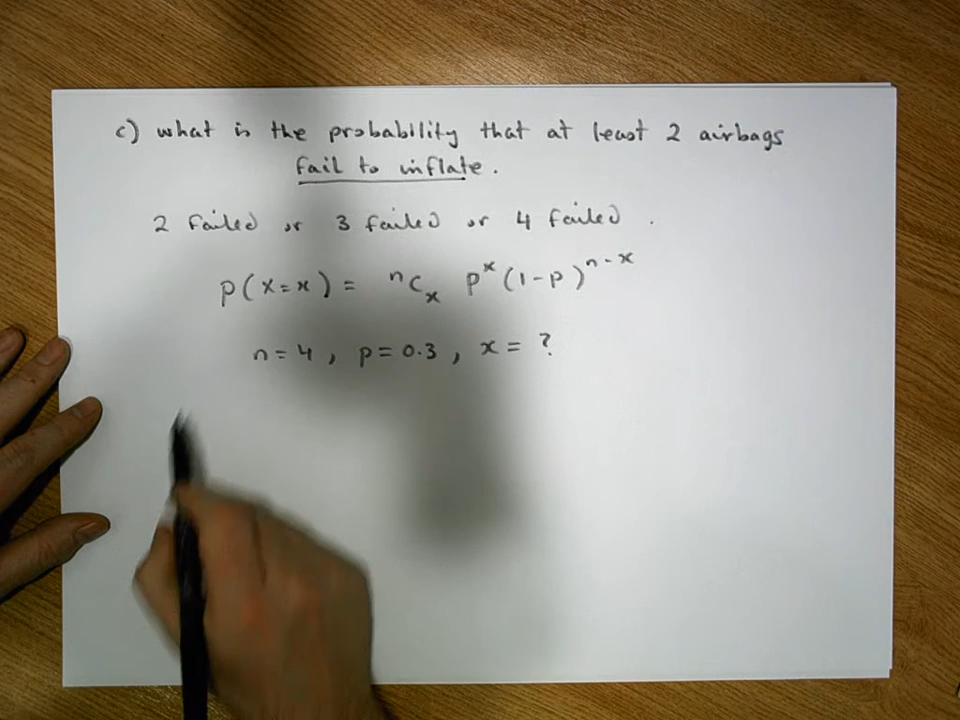 c) what is the probability that at least 2 airbags
fail to inflate.
2 failed or 3 failed or 4 failed.
p(X=x) = ⁿCₓ pˣ(1-p)ⁿ⁻ˣ
n=4, p=0.3, x=?